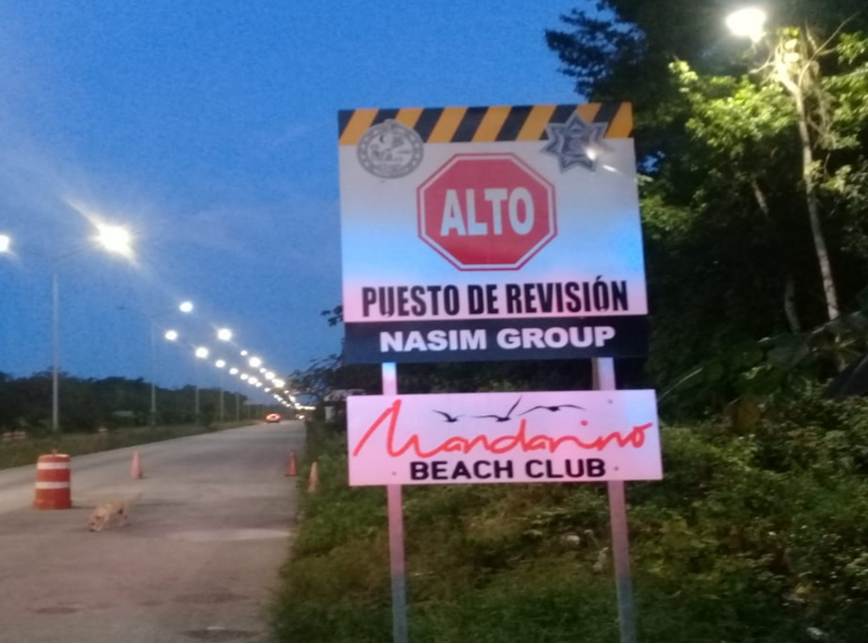 ALTO
PUESTO DE REVISIÓN
NASIM GROUP
Mandarino
BEACH CLUB